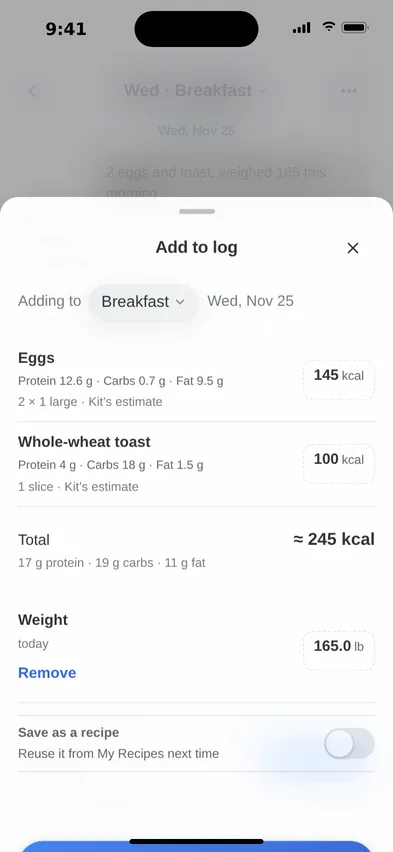 9:41
Wed · Breakfast
Wed, Nov 25
2 eggs and toast, weighed 165 this
morning
Add to log
Adding to Breakfast Wed, Nov 25
Eggs
Protein 12.6 g · Carbs 0.7 g · Fat 9.5 g
2 × 1 large · Kit's estimate
145 kcal
Whole-wheat toast
Protein 4 g · Carbs 18 g · Fat 1.5 g
1 slice · Kit's estimate
100 kcal
Total
≈ 245 kcal
17 g protein · 19 g carbs · 11 g fat
Weight
today
165.0 lb
Remove
Save as a recipe
Reuse it from My Recipes next time